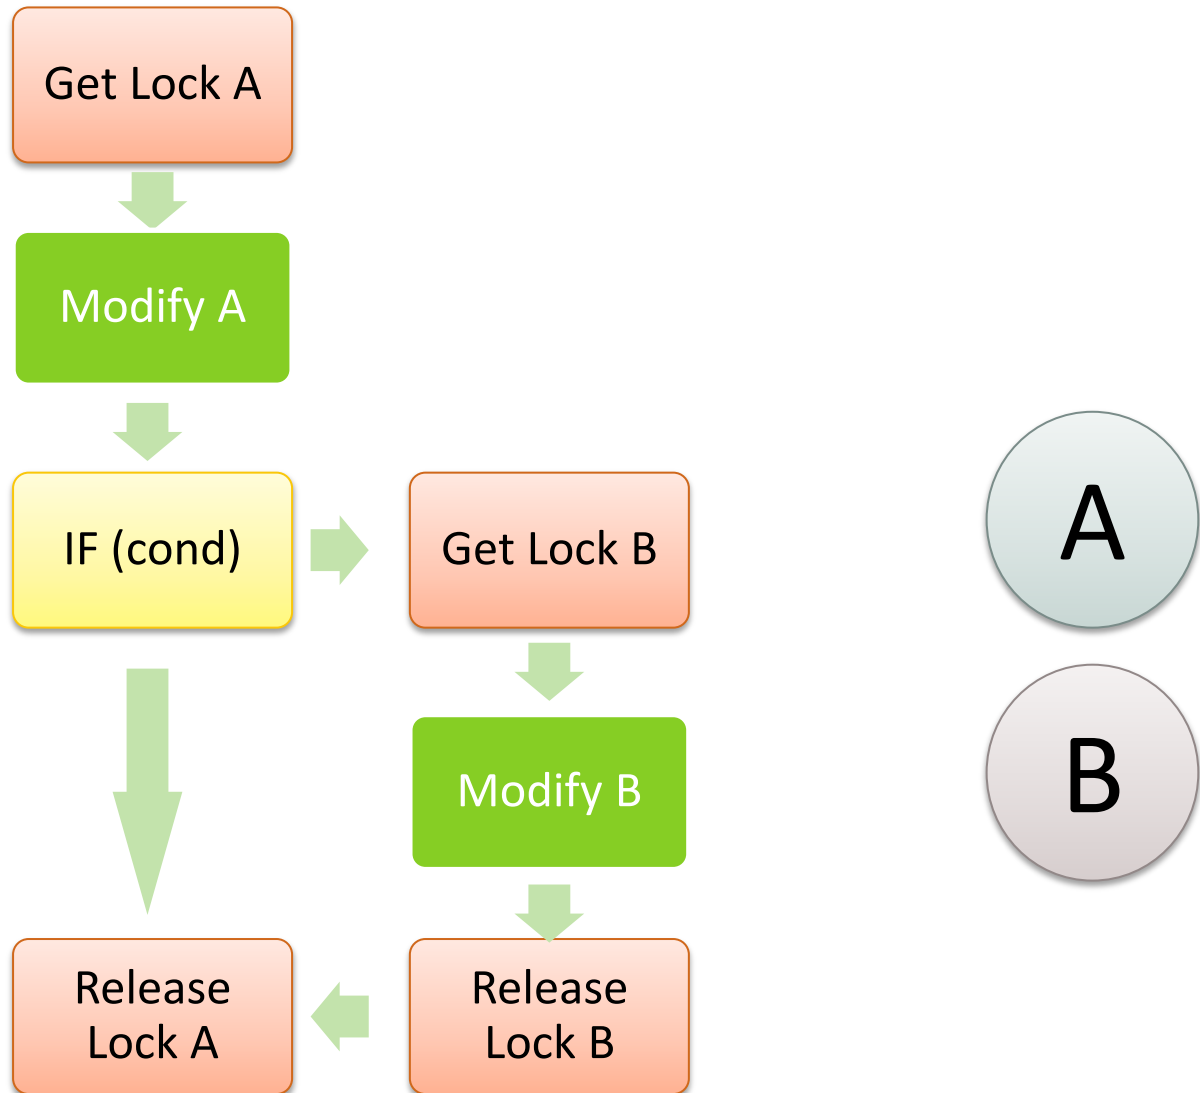 Get Lock A
Modify A
IF (cond)
Get Lock B
Modify B
Release
Lock B
Release
Lock A
A
B